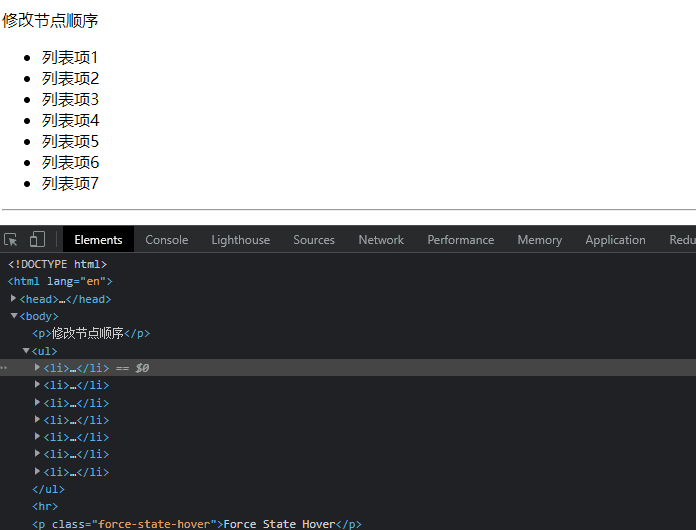 修改节点顺序
列表项1
列表项2
列表项3
列表项4
列表项5
列表项6
列表项7
Elements Console Lighthouse Sources Network Performance Memory Application Redu
<!DOCTYPE html>
<html lang="en">
<head>…</head>
<body>
<p>修改节点顺序</p>
<ul>
<li>…</li> == $0
<li>…</li>
<li>…</li>
<li>…</li>
<li>…</li>
<li>…</li>
<li>…</li>
</ul>
<hr>
<p class="force-state-hover">Force State Hover</p>